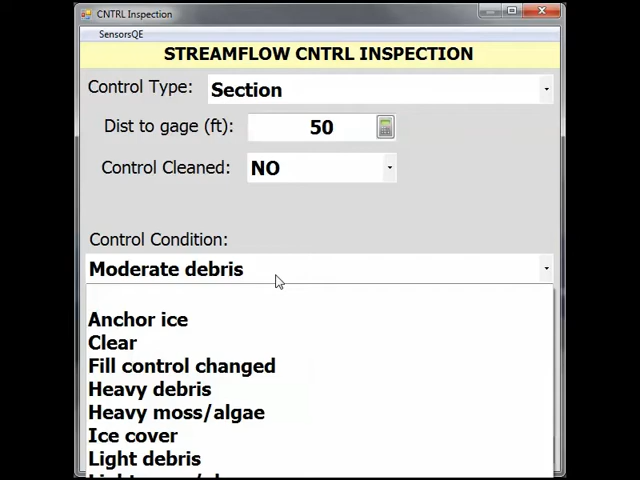 CNTRL Inspection
SensorsQE
STREAMFLOW CNTRL INSPECTION
Control Type: Section
Dist to gage (ft): 50
Control Cleaned: NO
Control Condition:
Moderate debris
Anchor ice
Clear
Fill control changed
Heavy debris
Heavy moss/algae
Ice cover
Light debris